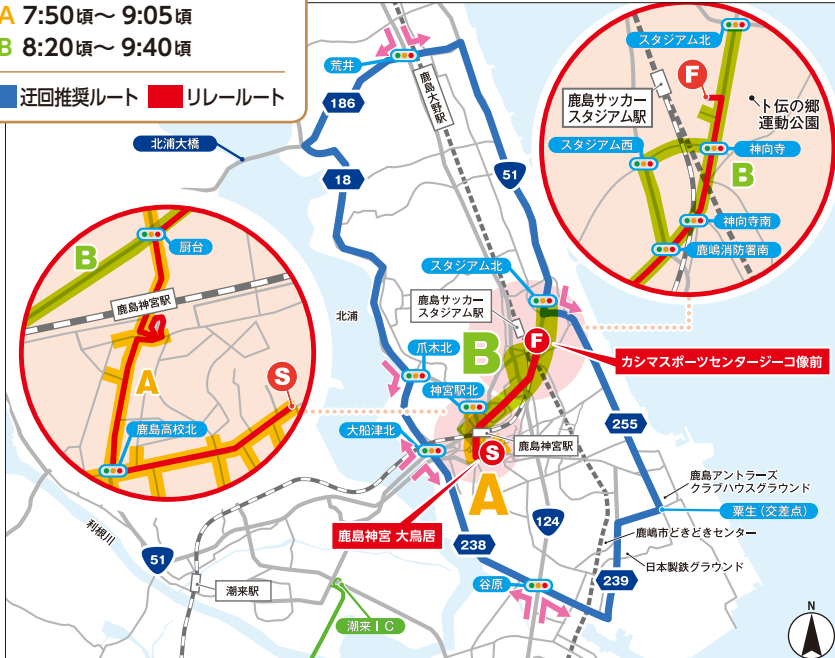 A 7:50頃〜 9:05頃
B 8:20頃〜 9:40頃
迂回推奨ルート
リレールート
荒井
鹿島大野駅
186
北浦大橋
18
51
スタジアム北
鹿島サッカー
スタジアム駅
北浦
爪木北
神宮駅北
大船津北
B
F
カシマスポーツセンタージーコ像前
255
鹿島神宮駅
S
A
鹿島神宮 大鳥居
鹿島アントラーズ
クラブハウスグラウンド
粟生（交差点）
124
鹿嶋市どきどきセンター
238
日本製鉄グラウンド
239
谷原
利根川
51
潮来駅
潮来IC
N
スタジアム北
F
鹿島サッカー
スタジアム駅
卜伝の郷
運動公園
スタジアム西
神向寺
B
神向寺南
鹿嶋消防署南
厨台
B
鹿島神宮駅
A
S
鹿島高校北